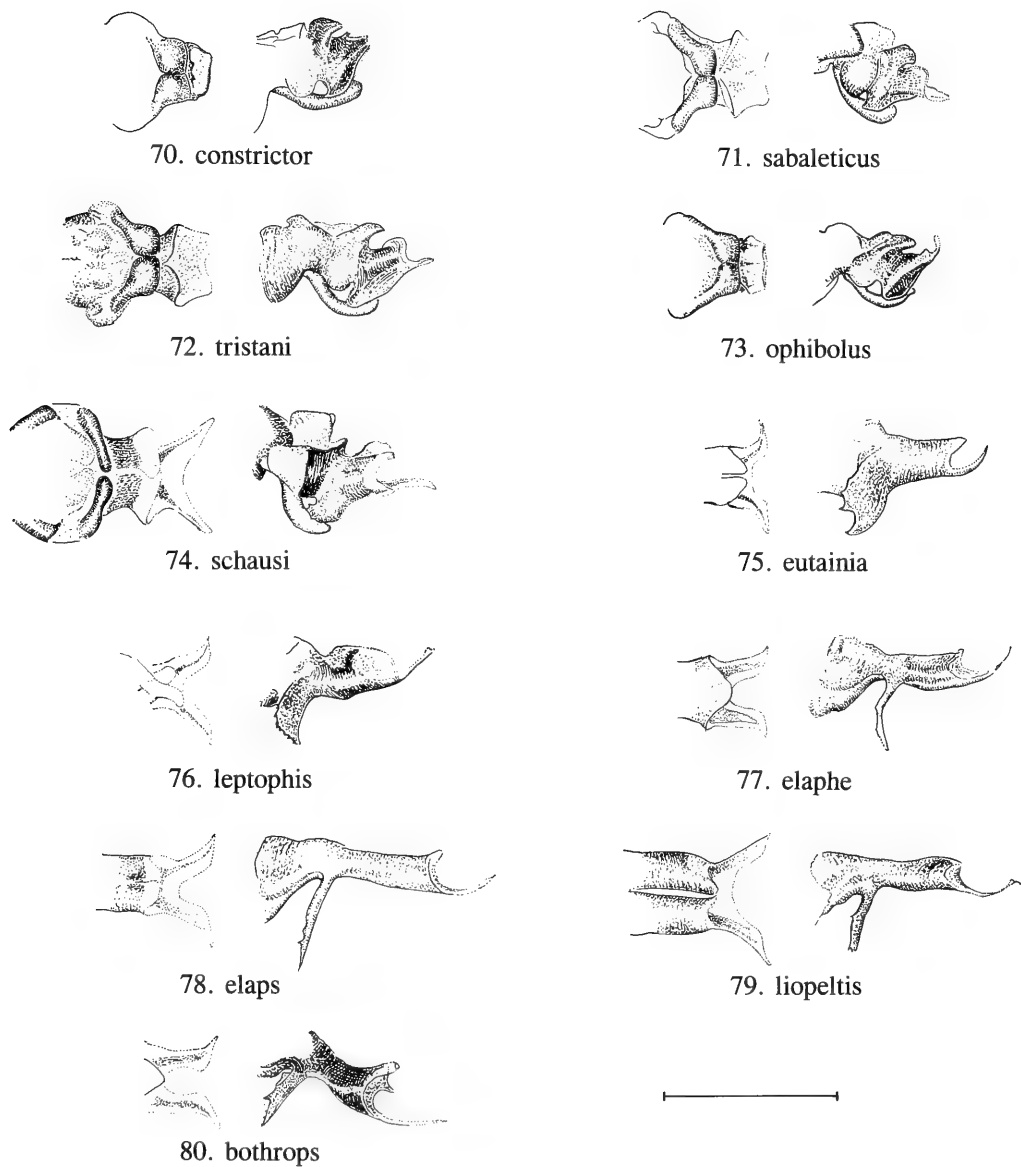 70. constrictor
71. sabaleticus
72. tristani
73. ophibolus
74. schausi
75. eutainia
76. leptophis
77. elaphe
78. elaps
79. liopeltis
80. bothrops